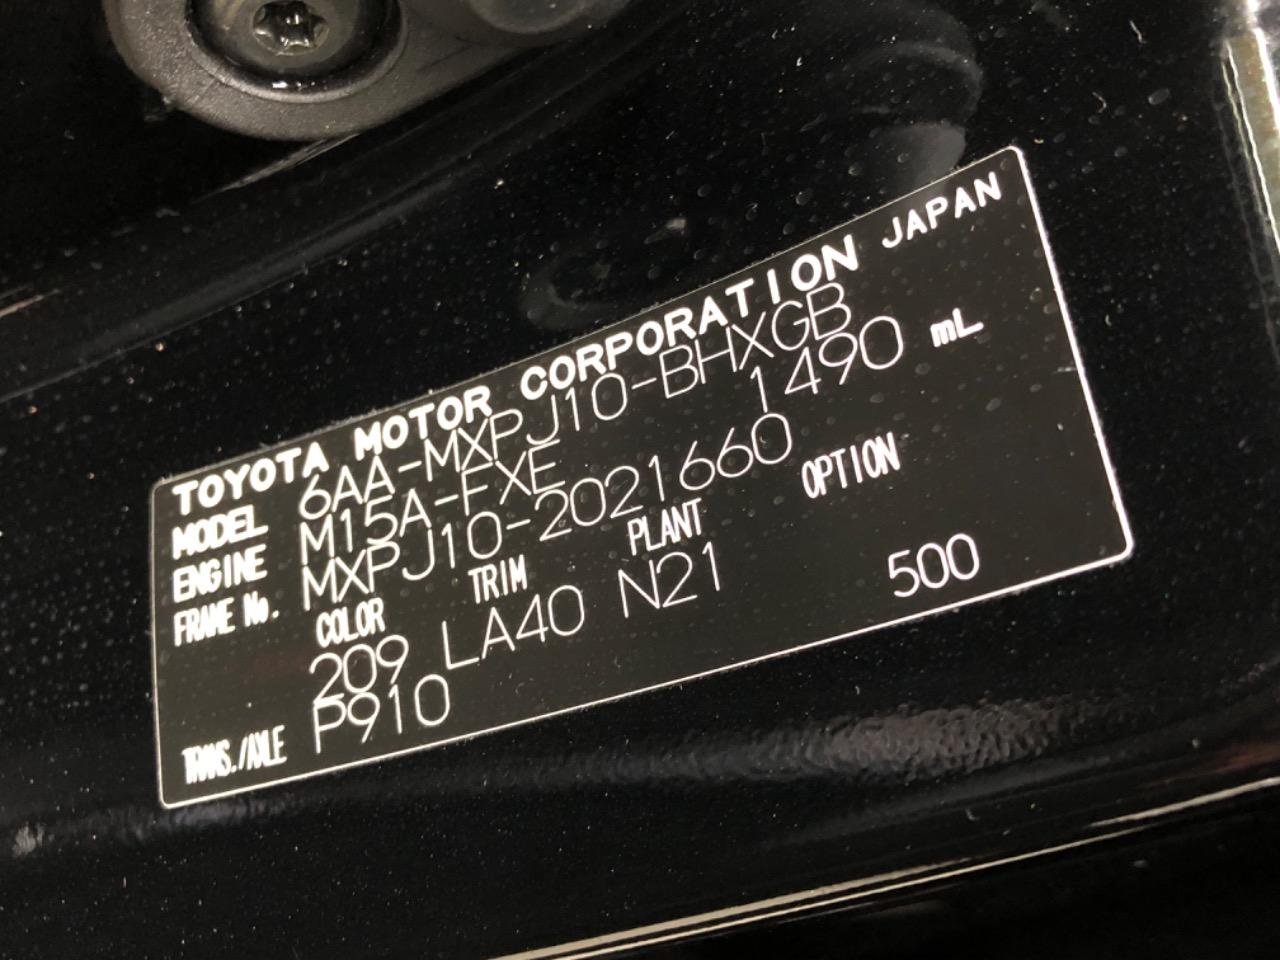 TOYOTA MOTOR CORPORATION JAPAN
MODEL 6AA-MXPJ10-BHXGB
ENGINE M15A-FXE 1490 mL
FRAME No. MXPJ10-2021660
COLOR TRIM PLANT OPTION
209 LA40 N21 500
TRANS./AXLE P910